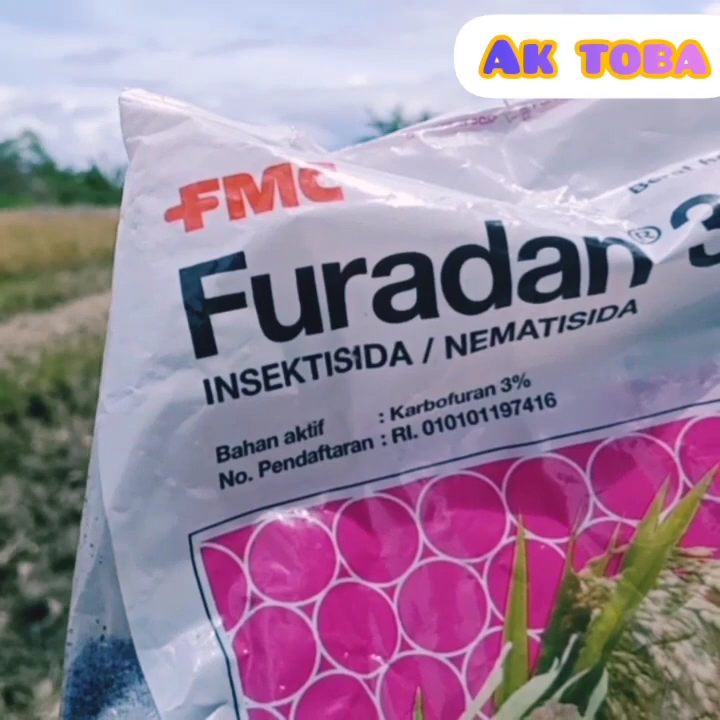 AK TOBA
FMC
Furadan® 3
INSEKTISIDA / NEMATISIDA
Bahan aktif : Karbofuran 3%
No. Pendaftaran : RI. 010101197416